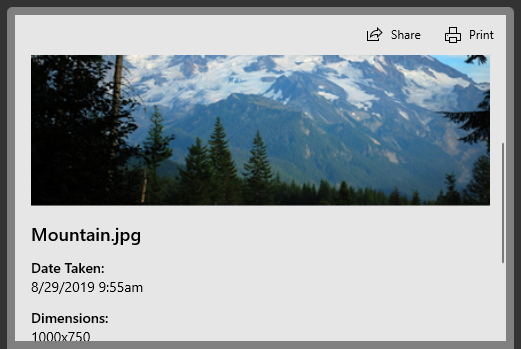 Share Print
Mountain.jpg
Date Taken:
8/29/2019 9:55am
Dimensions:
1000x750